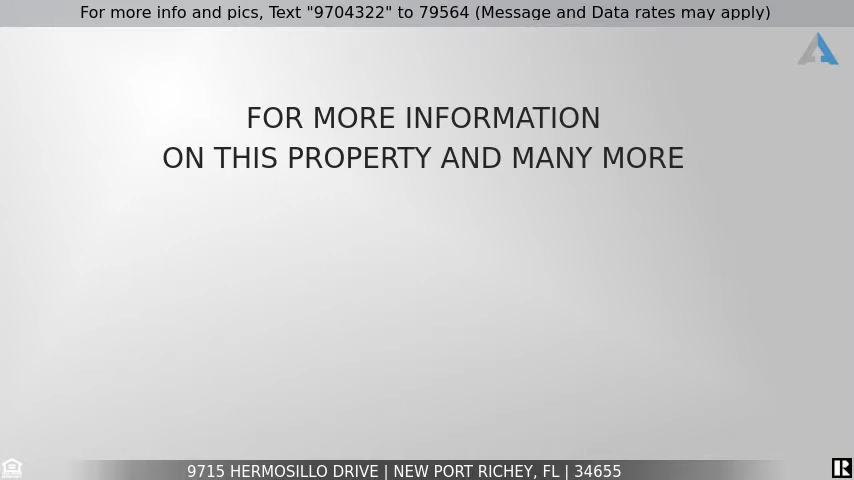 For more info and pics, Text "9704322" to 79564 (Message and Data rates may apply)
FOR MORE INFORMATION
ON THIS PROPERTY AND MANY MORE
9715 HERMOSILLO DRIVE | NEW PORT RICHEY, FL | 34655